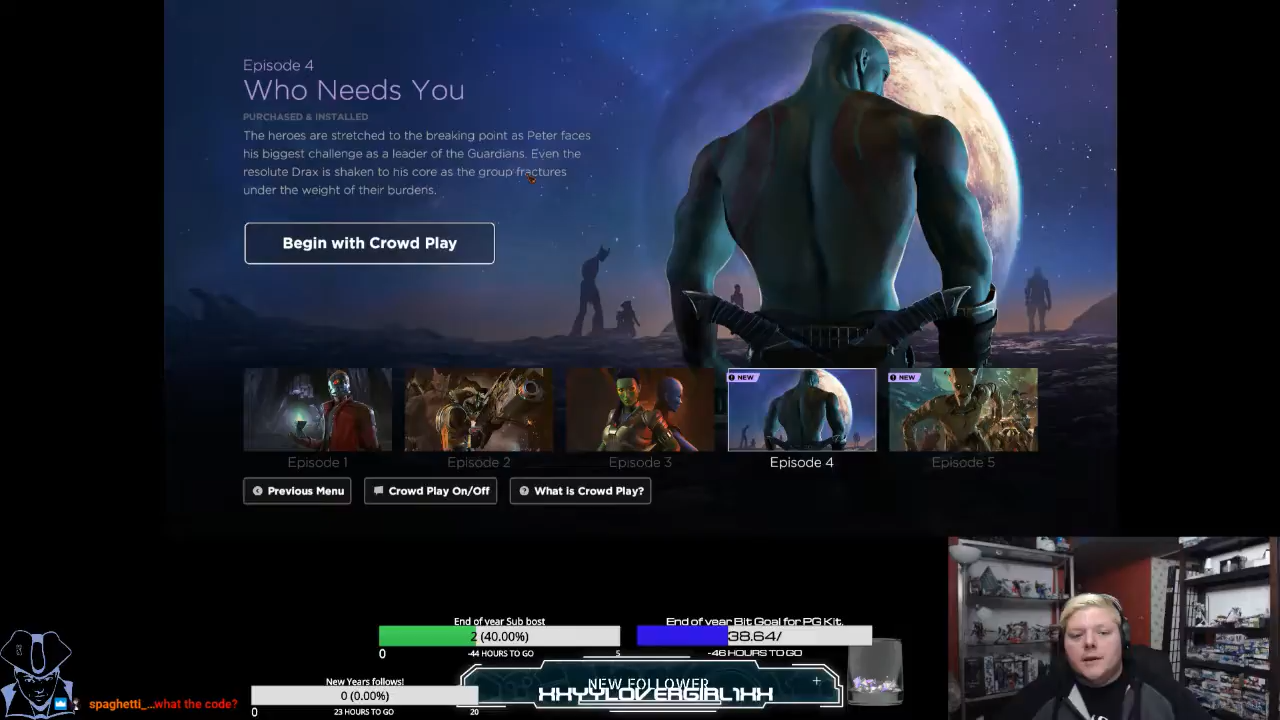 Episode 4
Who Needs You
PURCHASED & INSTALLED
The heroes are stretched to the breaking point as Peter faces
his biggest challenge as a leader of the Guardians. Even the
resolute Drax is shaken to his core as the group fractures
under the weight of their burdens.
Begin with Crowd Play
NEW
NEW
Episode 1
Episode 2
Episode 3
Episode 4
Episode 5
Previous Menu
Crowd Play On/Off
What is Crowd Play?
End of year Sub bost
2 (40.00%)
0
-44 HOURS TO GO
5
End of year Bit Goal for PG Kit.
38.64/
-46 HOURS TO GO
New Years follows!
0 (0.00%)
0
23 HOURS TO GO
20
NEW FOLLOWER
XXYYLOVERGIRL1XX
spaghetti_...what the code?